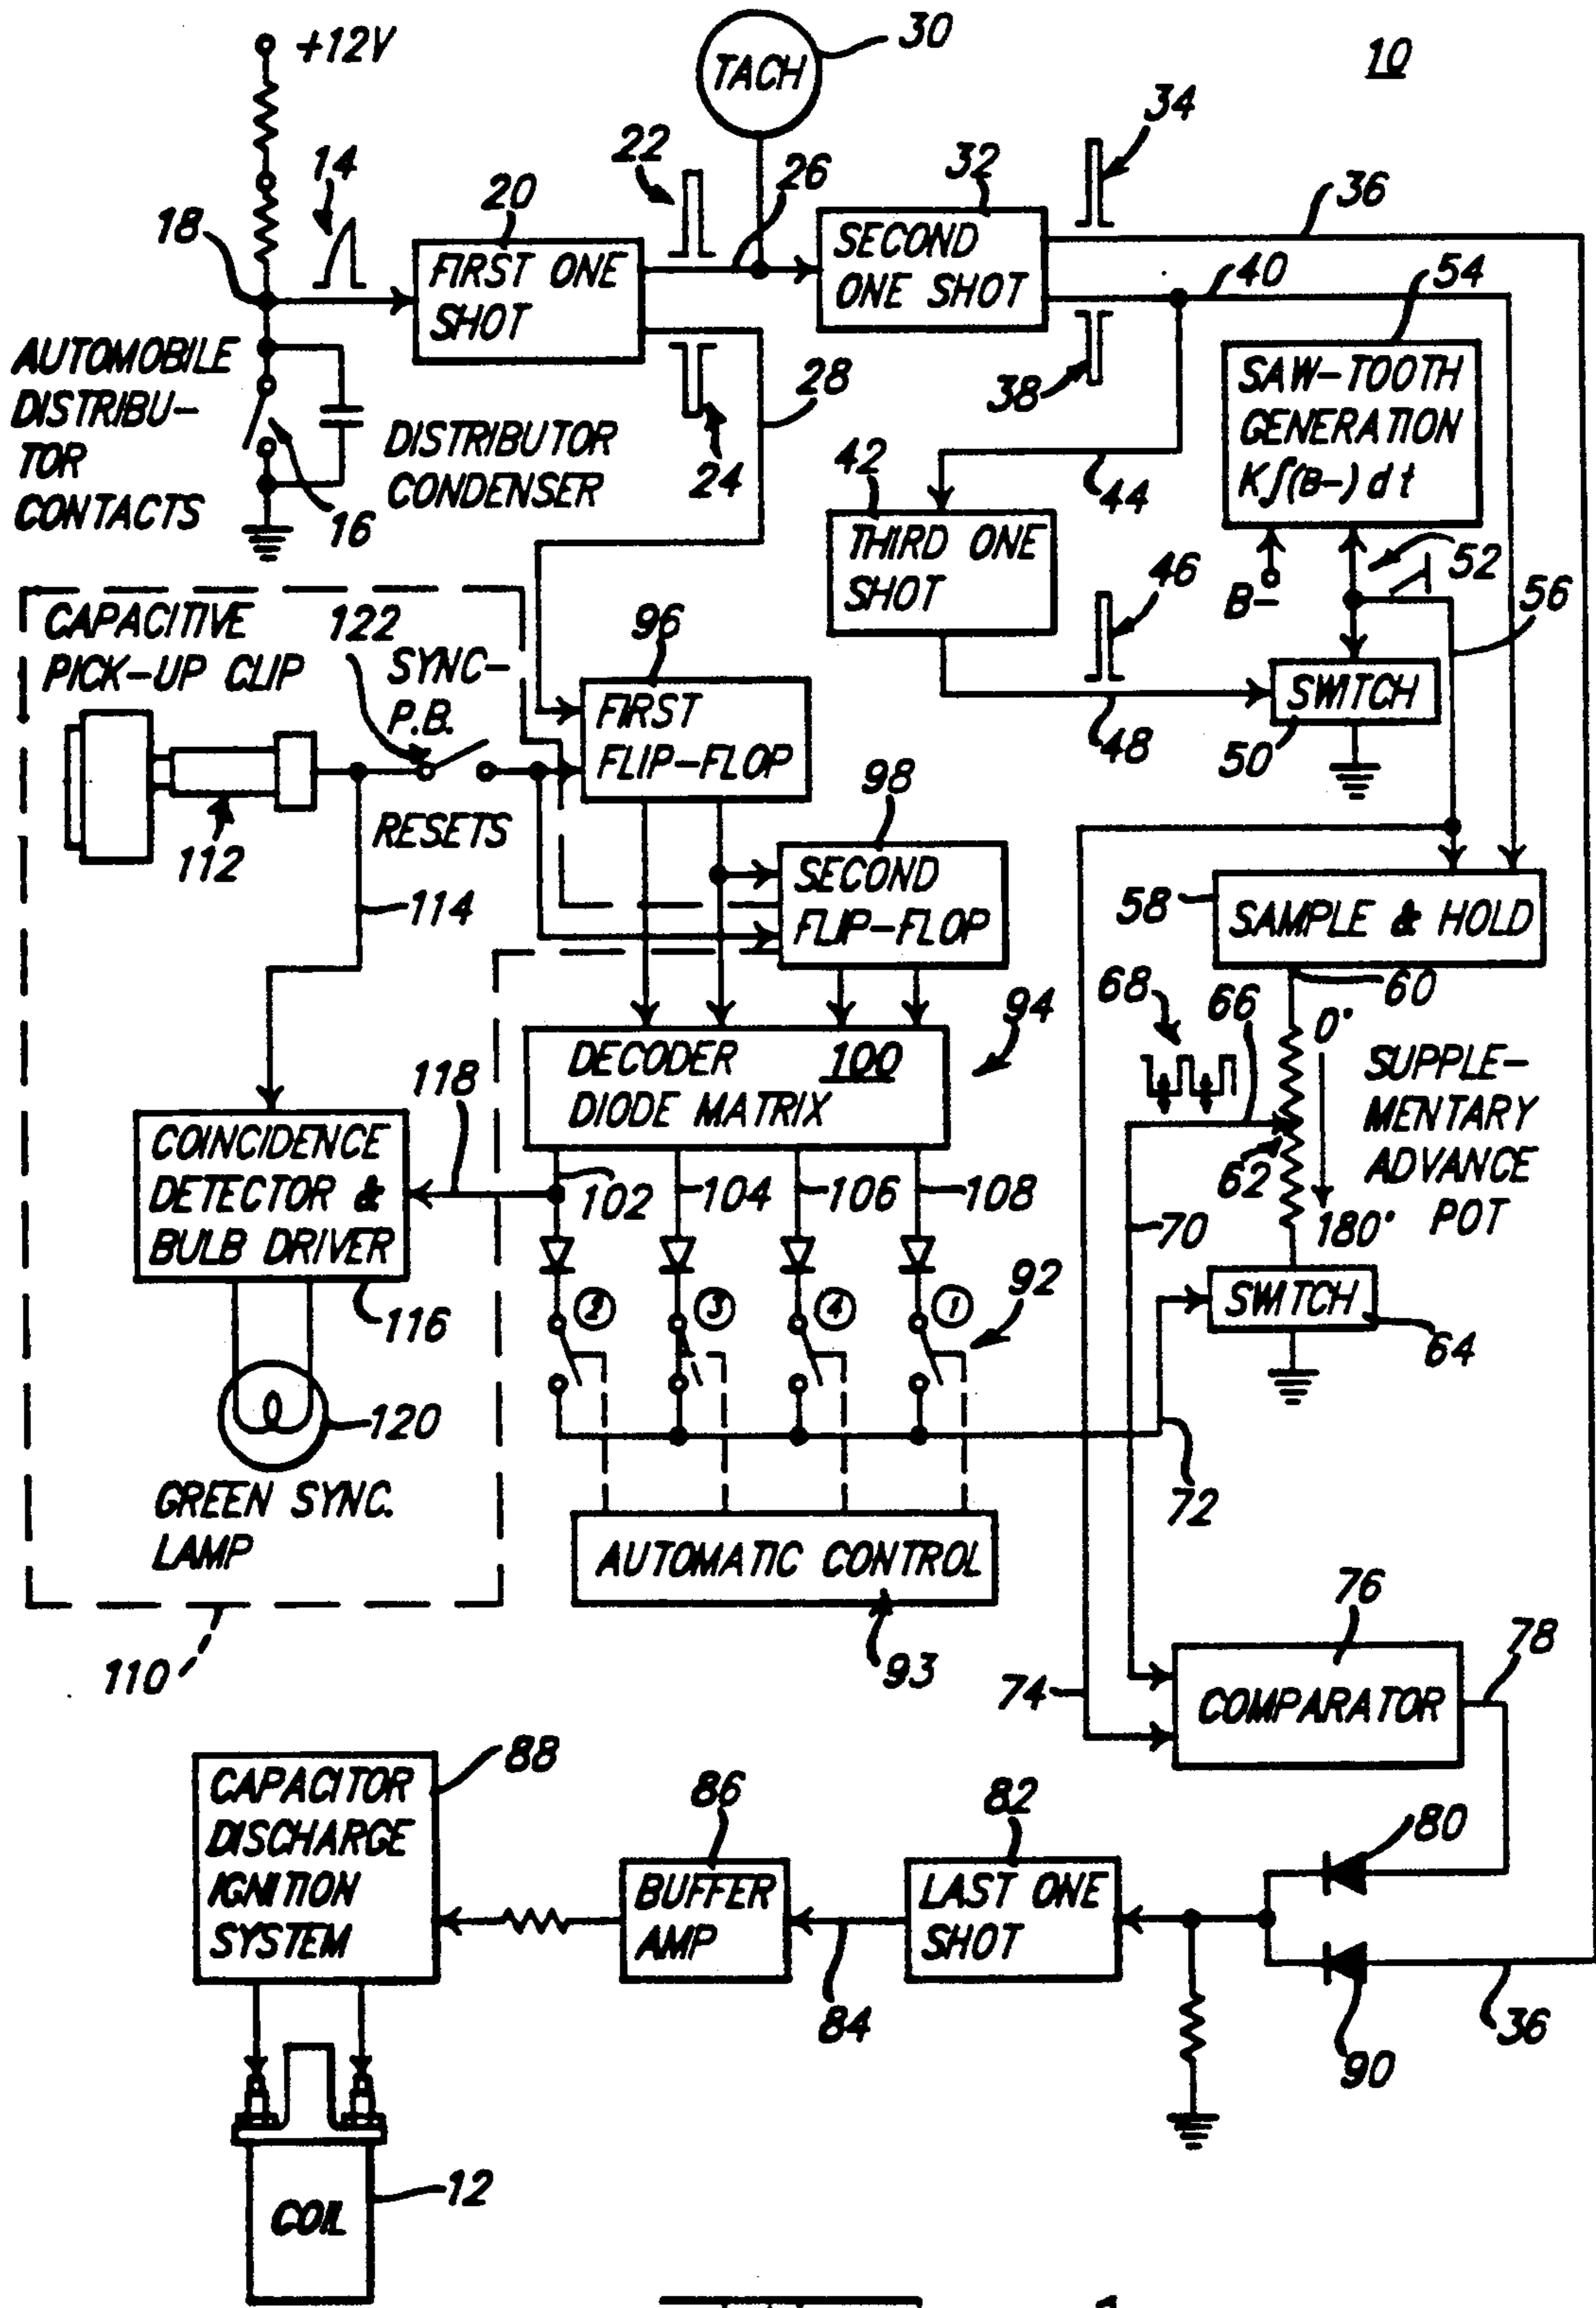 +12V
TACH
30
10
14
22
34
18
20
26
32
36
FIRST ONE
SHOT
SECOND
ONE SHOT
40
54
AUTOMOBILE
DISTRIBU-
TOR
CONTACTS
16
DISTRIBUTOR
CONDENSER
24
28
38
SAW-TOOTH
GENERATION
K∫(B-) dt
42
44
THIRD ONE
SHOT
46
B-
52
56
CAPACITIVE
PICK-UP CLIP
122
SYNC-
P.B.
96
FIRST
FLIP-FLOP
48
50
SWITCH
112
RESETS
98
SECOND
FLIP-FLOP
114
58
SAMPLE & HOLD
60
68
66
0°
94
DECODER 100
DIODE MATRIX
118
SUPPLE-
MENTARY
ADVANCE
POT
62
180°
COINCIDENCE
DETECTOR &
BULB DRIVER
102
104
106
108
70
116
2
3
4
1
92
SWITCH
64
120
GREEN SYNC.
LAMP
72
AUTOMATIC CONTROL
93
110
74
76
78
COMPARATOR
88
CAPACITOR
DISCHARGE
IGNITION
SYSTEM
86
BUFFER
AMP
82
LAST ONE
SHOT
80
84
90
36
COIL
12